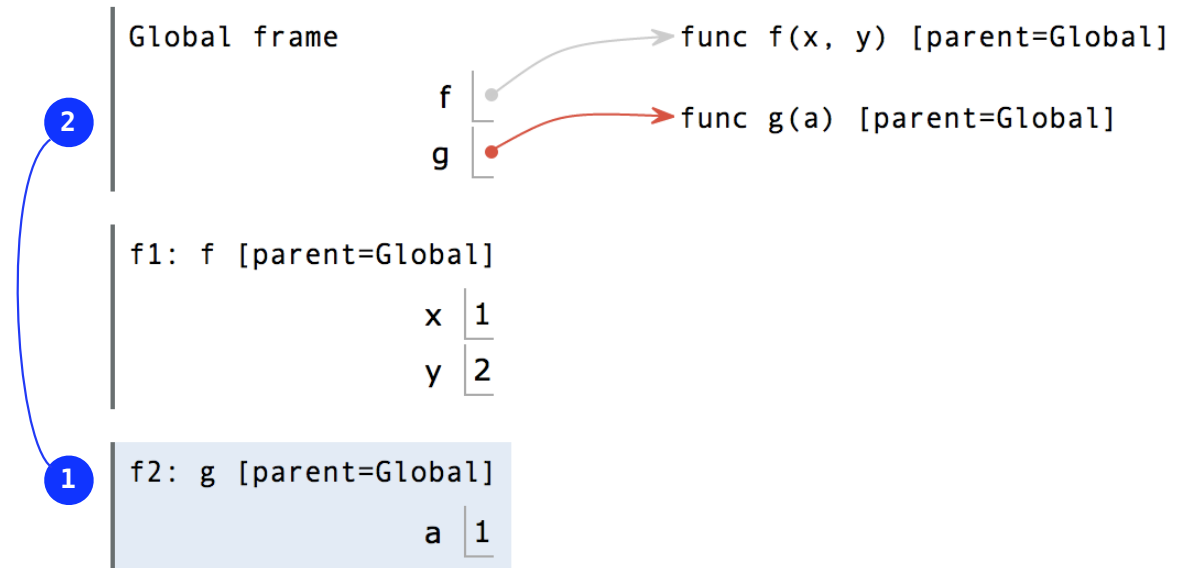 Global frame
func f(x, y) [parent=Global]
f
func g(a) [parent=Global]
2
g
f1: f [parent=Global]
x 1
y 2
1
f2: g [parent=Global]
a 1